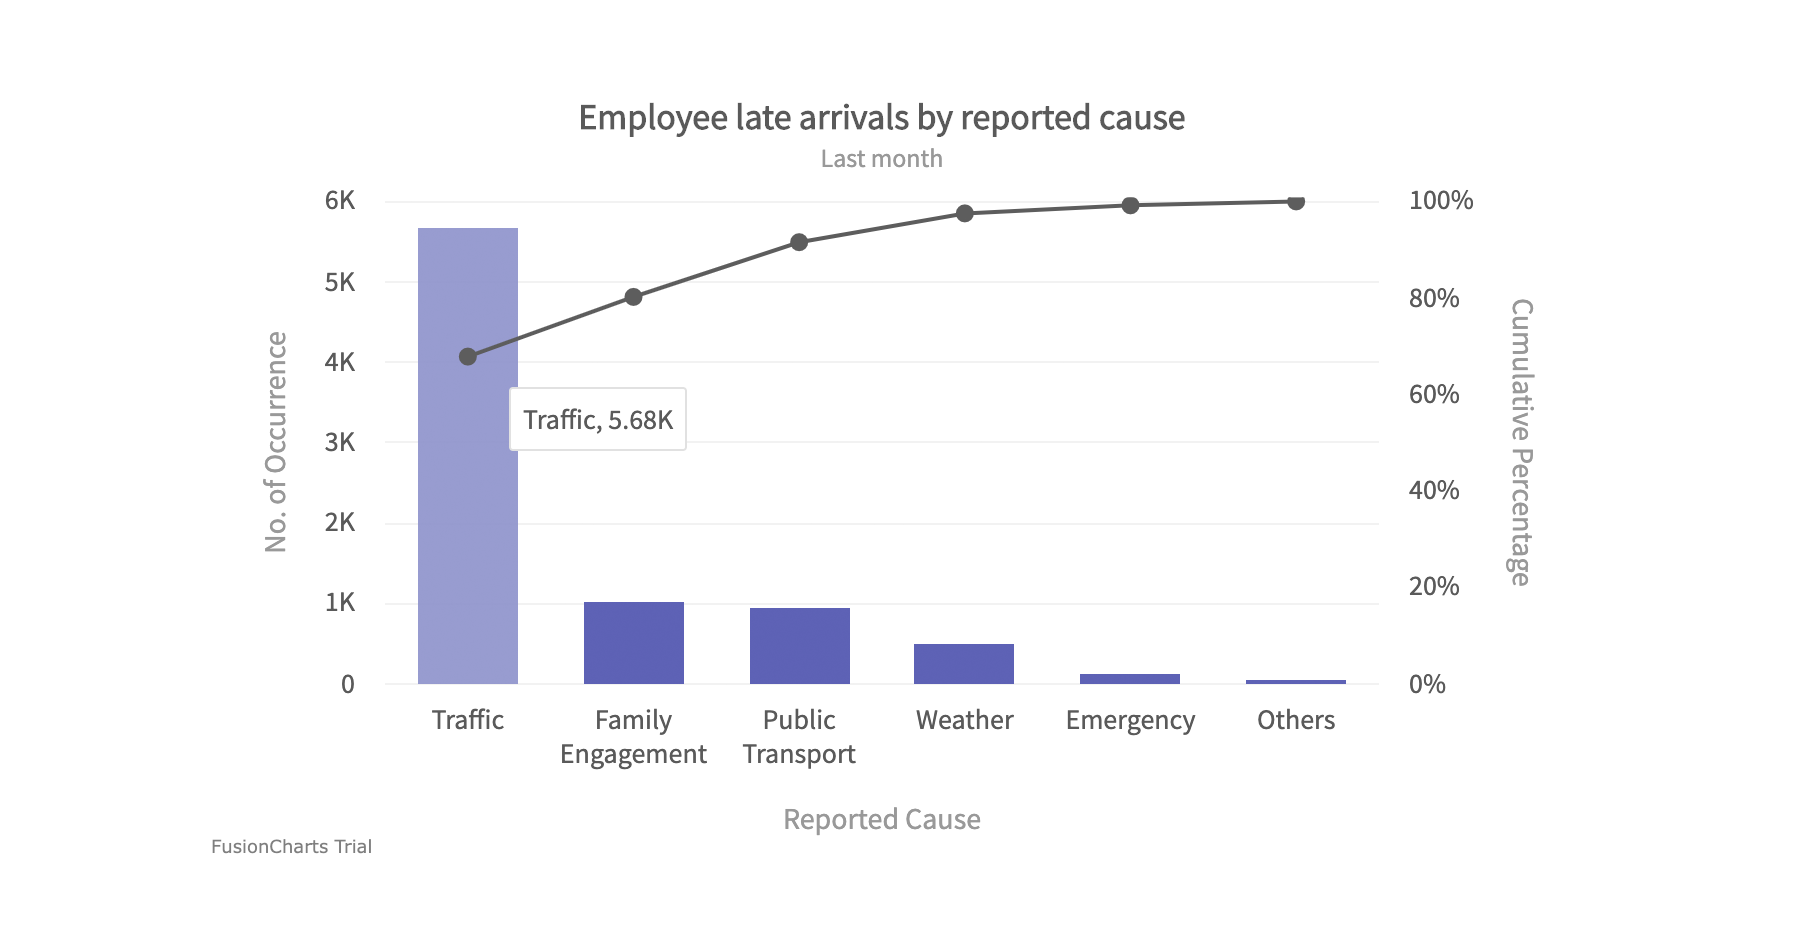 Employee late arrivals by reported cause
Last month
6K
5K
4K
3K
2K
1K
0
No. of Occurrence
100%
80%
60%
40%
20%
0%
Cumulative Percentage
Traffic, 5.68K
Traffic
Family
Engagement
Public
Transport
Weather
Emergency
Others
Reported Cause
FusionCharts Trial